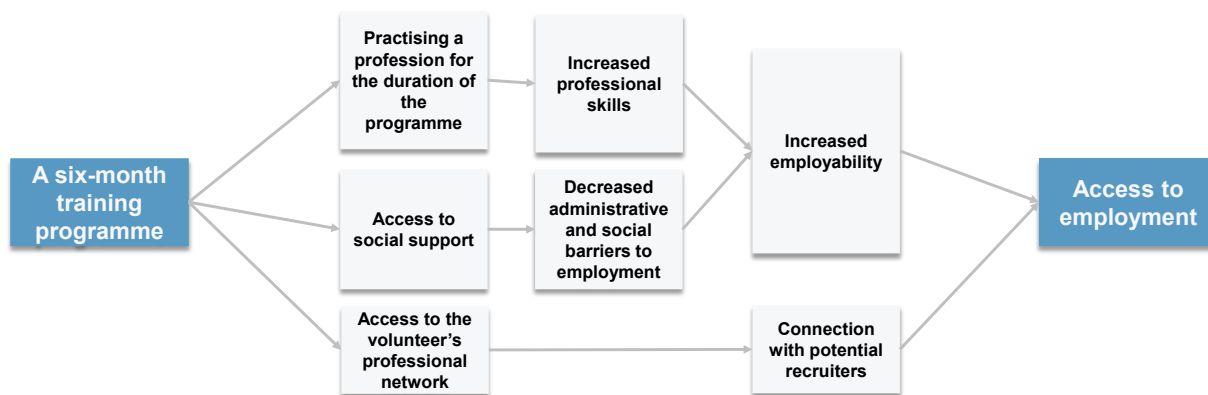 Practising a
profession for
the duration of
the
programme
Increased
professional
skills
Increased
employability
A six-month
training
programme
Access to
social support
Decreased
administrative
and social
barriers to
employment
Access to
employment
Access to the
volunteer's
professional
network
Connection
with potential
recruiters